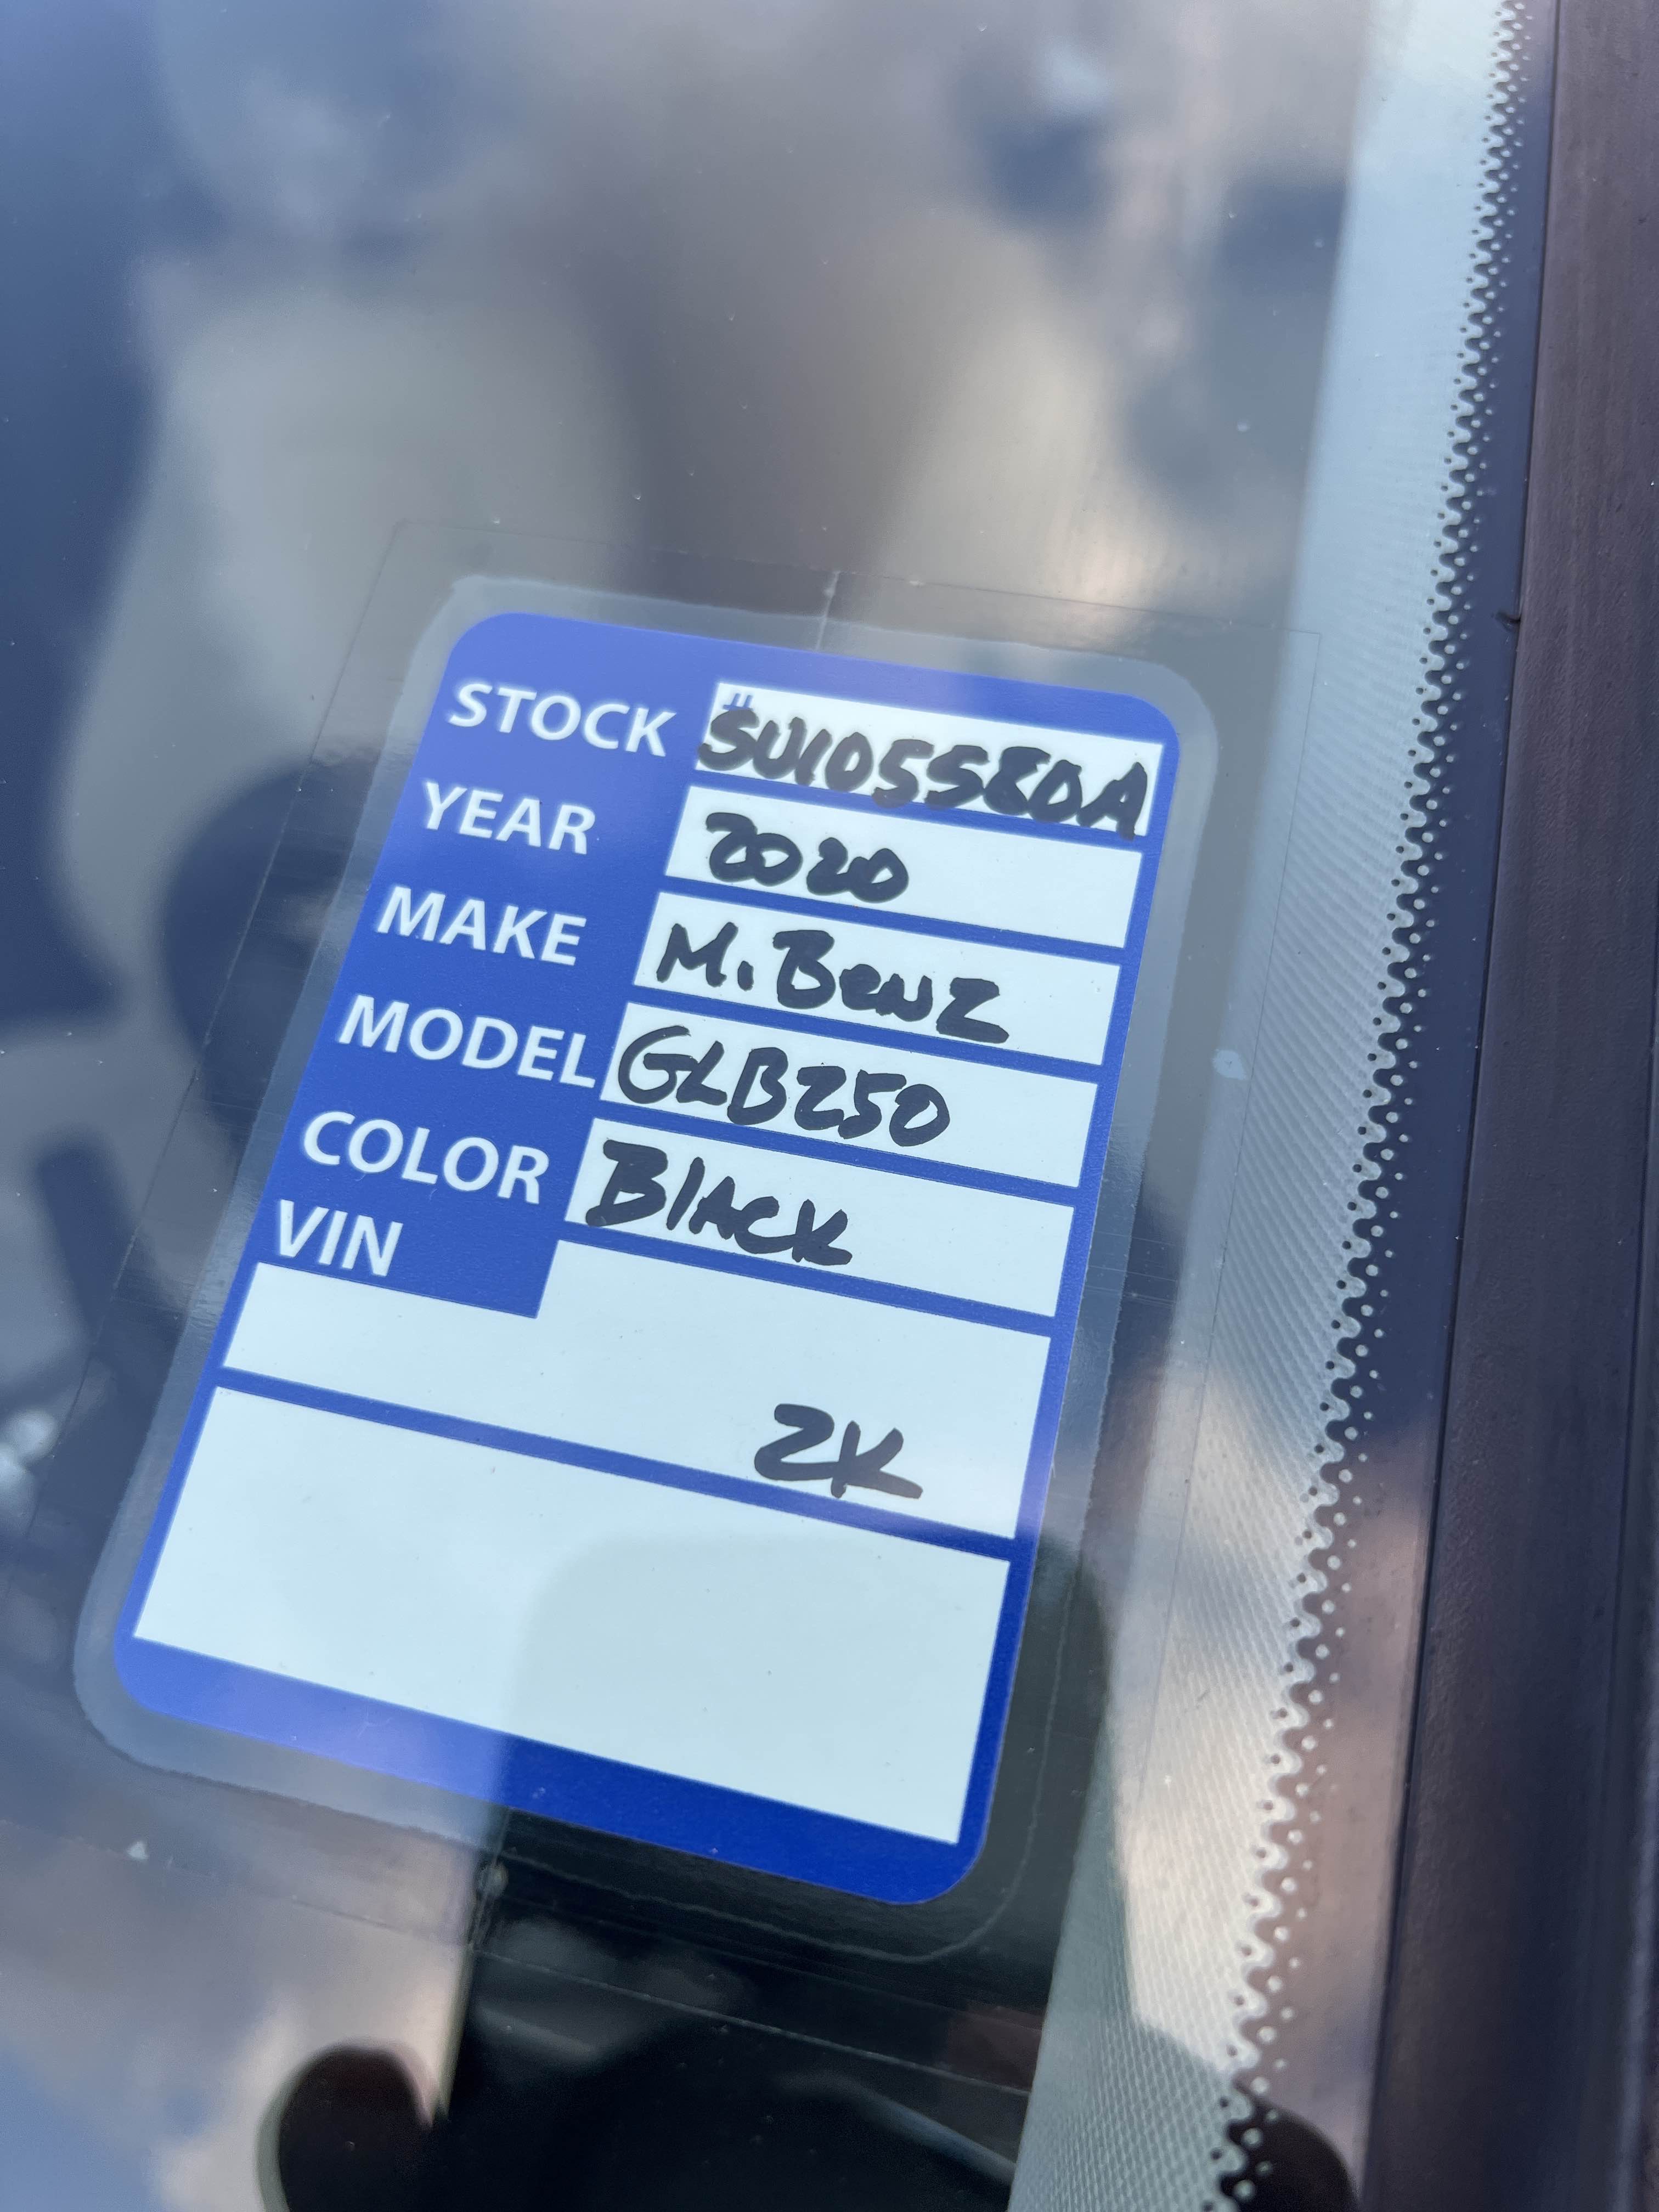 STOCK # SU105580A
YEAR 2020
MAKE M. Benz
MODEL GLB250
COLOR Black
VIN
2K